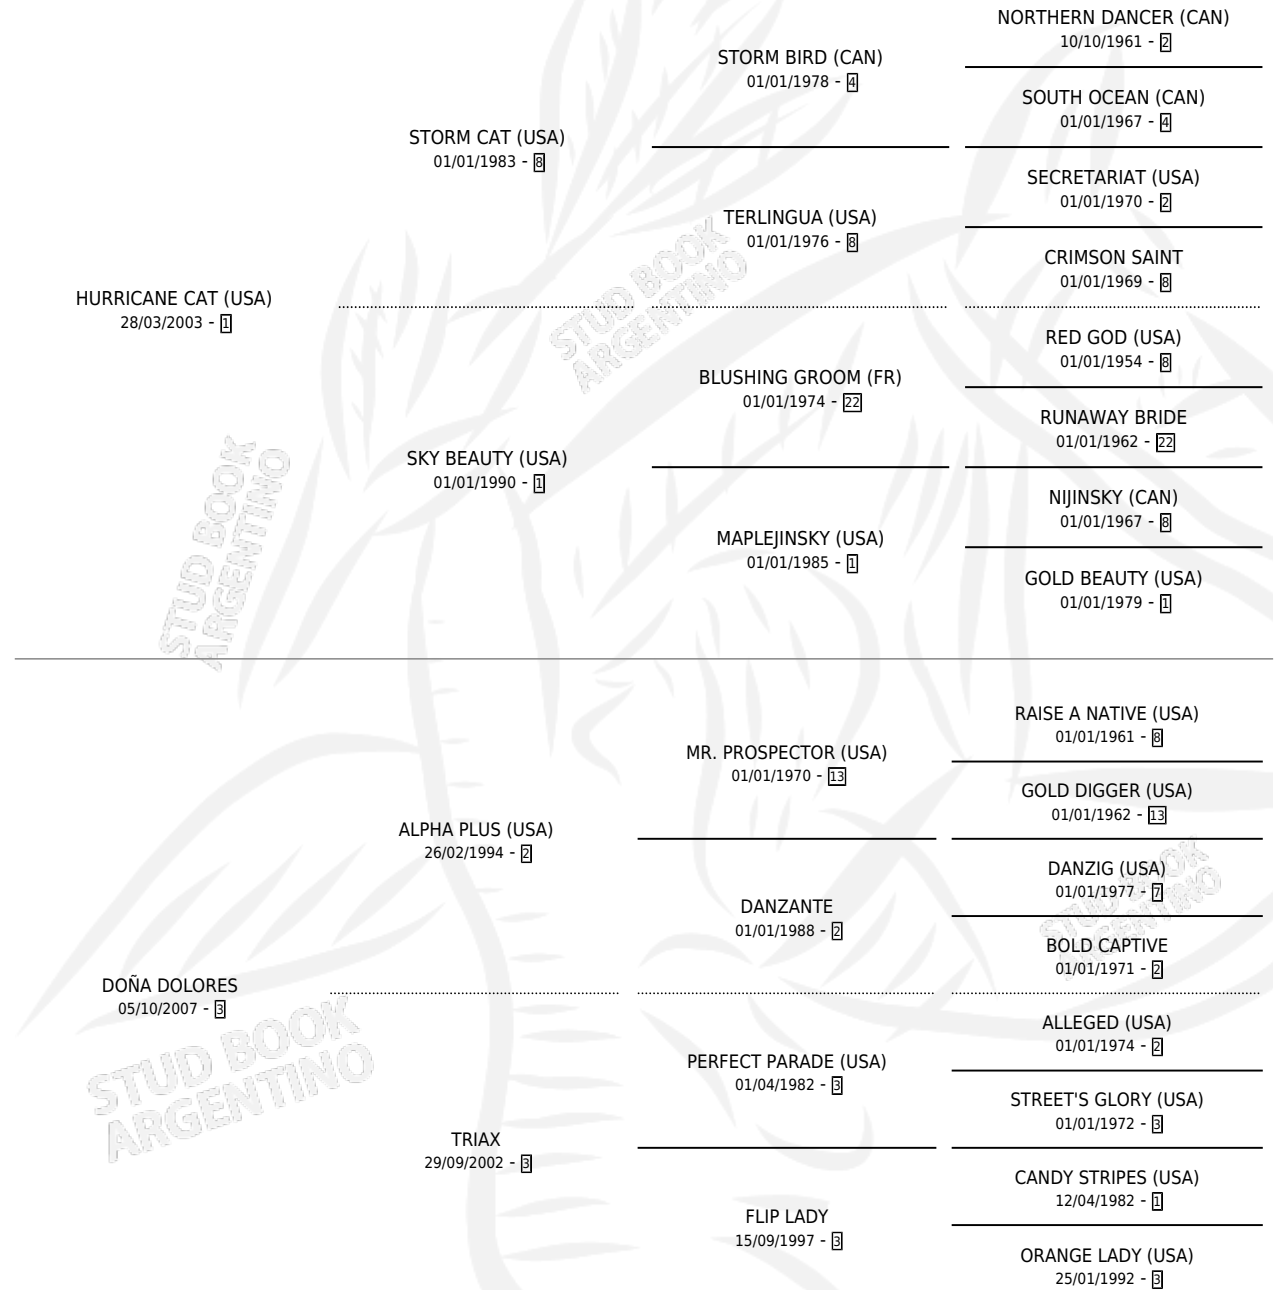 NORTHERN DANCER (CAN)
10/10/1961 - 2
STORM BIRD (CAN)
01/01/1978 - 4
SOUTH OCEAN (CAN)
01/01/1967 - 4
STORM CAT (USA)
01/01/1983 - 8
SECRETARIAT (USA)
01/01/1970 - 2
TERLINGUA (USA)
01/01/1976 - 8
CRIMSON SAINT
01/01/1969 - 8
HURRICANE CAT (USA)
28/03/2003 - 1
RED GOD (USA)
01/01/1954 - 8
BLUSHING GROOM (FR)
01/01/1974 - 22
RUNAWAY BRIDE
01/01/1962 - 22
SKY BEAUTY (USA)
01/01/1990 - 1
NIJINSKY (CAN)
01/01/1967 - 8
MAPLEJINSKY (USA)
01/01/1985 - 1
GOLD BEAUTY (USA)
01/01/1979 - 1
RAISE A NATIVE (USA)
01/01/1961 - 8
MR. PROSPECTOR (USA)
01/01/1970 - 13
GOLD DIGGER (USA)
01/01/1962 - 13
ALPHA PLUS (USA)
26/02/1994 - 2
DANZIG (USA)
01/01/1977 - 7
DANZANTE
01/01/1988 - 2
BOLD CAPTIVE
01/01/1971 - 2
DOÑA DOLORES
05/10/2007 - 3
ALLEGED (USA)
01/01/1974 - 2
PERFECT PARADE (USA)
01/04/1982 - 3
STREET'S GLORY (USA)
01/01/1972 - 3
TRIAX
29/09/2002 - 3
CANDY STRIPES (USA)
12/04/1982 - 1
FLIP LADY
15/09/1997 - 3
ORANGE LADY (USA)
25/01/1992 - 3
STUD BOOK
ARGENTINO
STUD BOOK
ARGENTINO
STUD BOOK
ARGENTINO
STUD BOOK
ARGENTINO